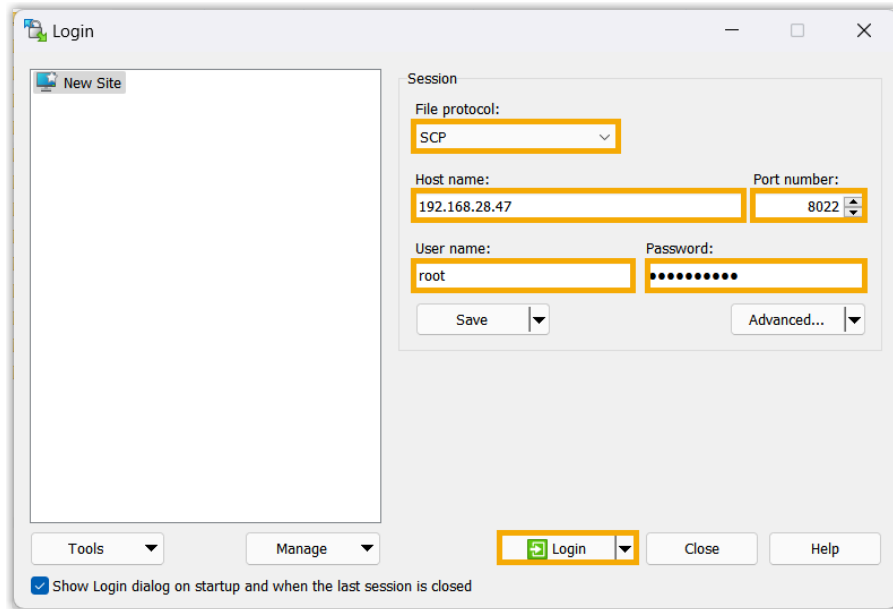 Login
New Site
Session
File protocol:
SCP
Host name:
Port number:
192.168.28.47
8022
User name:
Password:
root
●●●●●●●●●●
Save
Advanced...
Tools
Manage
Login
Close
Help
Show Login dialog on startup and when the last session is closed